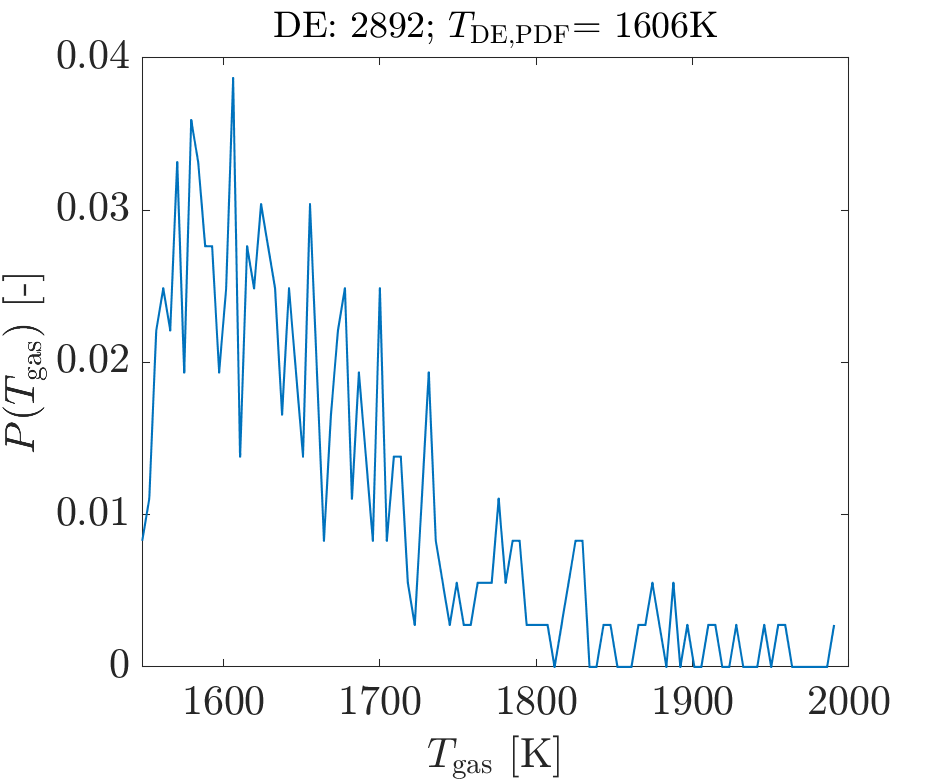 DE: 2892; T_DE,PDF= 1606K
0.04
0.03
0.02
0.01
0
P(T_gas) [-]
1600 1700 1800 1900 2000
T_gas [K]